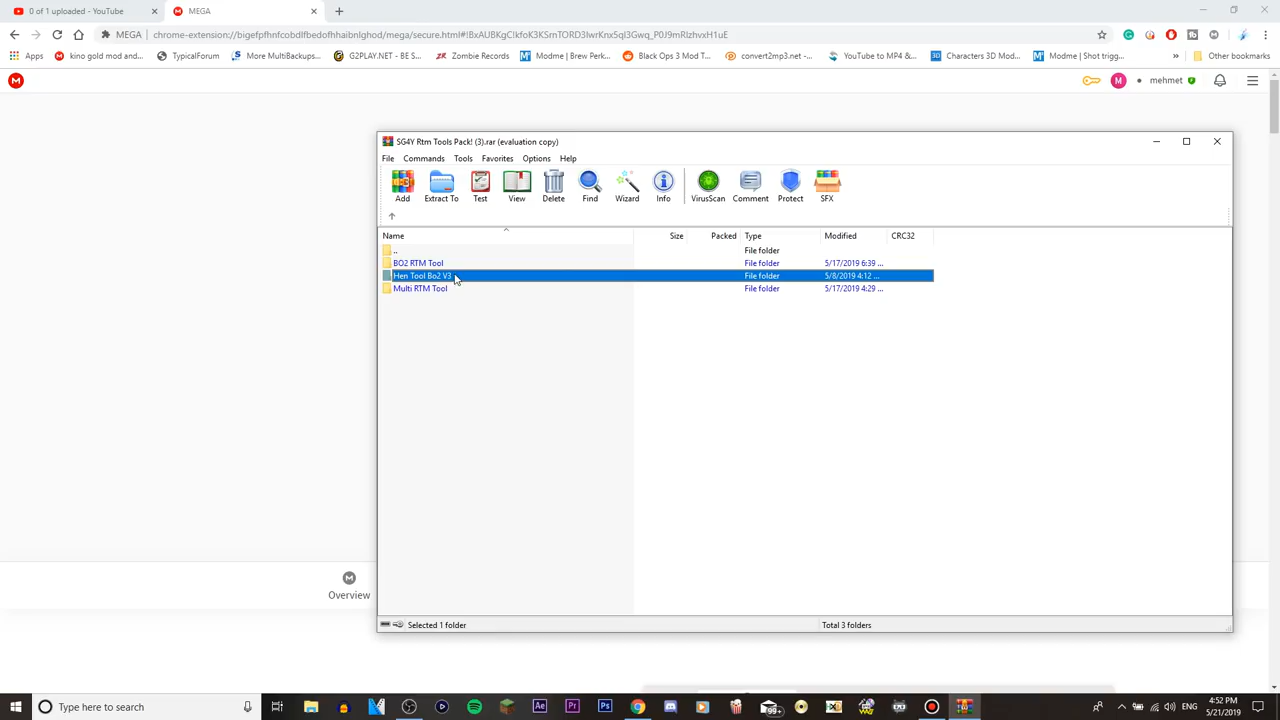 0 of 1 uploaded - YouTube
MEGA
MEGA
chrome-extension://bigefpfhnfcobdlfbedofhhaibnlghod/mega/secure.html#!BxAUBKgC!kfoK3KSrnTORD3IwrKnxSql3Gwq_P0J9mRlzhvxH1uE
Apps
kino gold mod and...
TypicalForum
More MultiBackups...
G2PLAY.NET - BE S...
Zombie Records
Modme | Brew Perk...
Black Ops 3 Mod T...
convert2mp3.net -...
YouTube to MP4 &...
Characters 3D Mod...
Modme | Shot trigg...
»
Other bookmarks
mehmet
SG4Y Rtm Tools Pack! (3).rar (evaluation copy)
File Commands Tools Favorites Options Help
Add Extract To Test View Delete Find Wizard Info VirusScan Comment Protect SFX
Name Size Packed Type Modified CRC32
.. File folder
BO2 RTM Tool File folder 5/17/2019 6:39 ...
Hen Tool Bo2 V3 File folder 5/8/2019 4:12 ...
Multi RTM Tool File folder 5/17/2019 4:29 ...
Overview
Selected 1 folder
Total 3 folders
Type here to search
99+
4:52 PM
5/21/2019